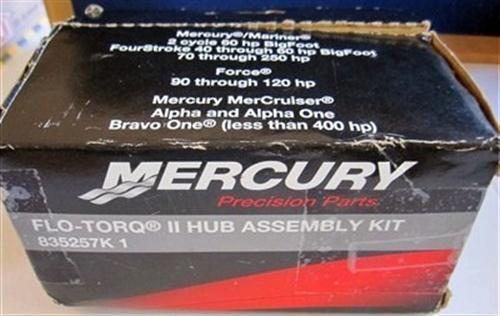 Mercury®/Mariner®
2 cycle 60 hp BigFoot
FourStroke 40 through 60 hp BigFoot
70 through 250 hp
Force®
90 through 120 hp
Mercury MerCruiser®
Alpha and Alpha One
Bravo One® (less than 400 hp)
MERCURY
Precision Parts
FLO-TORQ® II HUB ASSEMBLY KIT
835257K 1